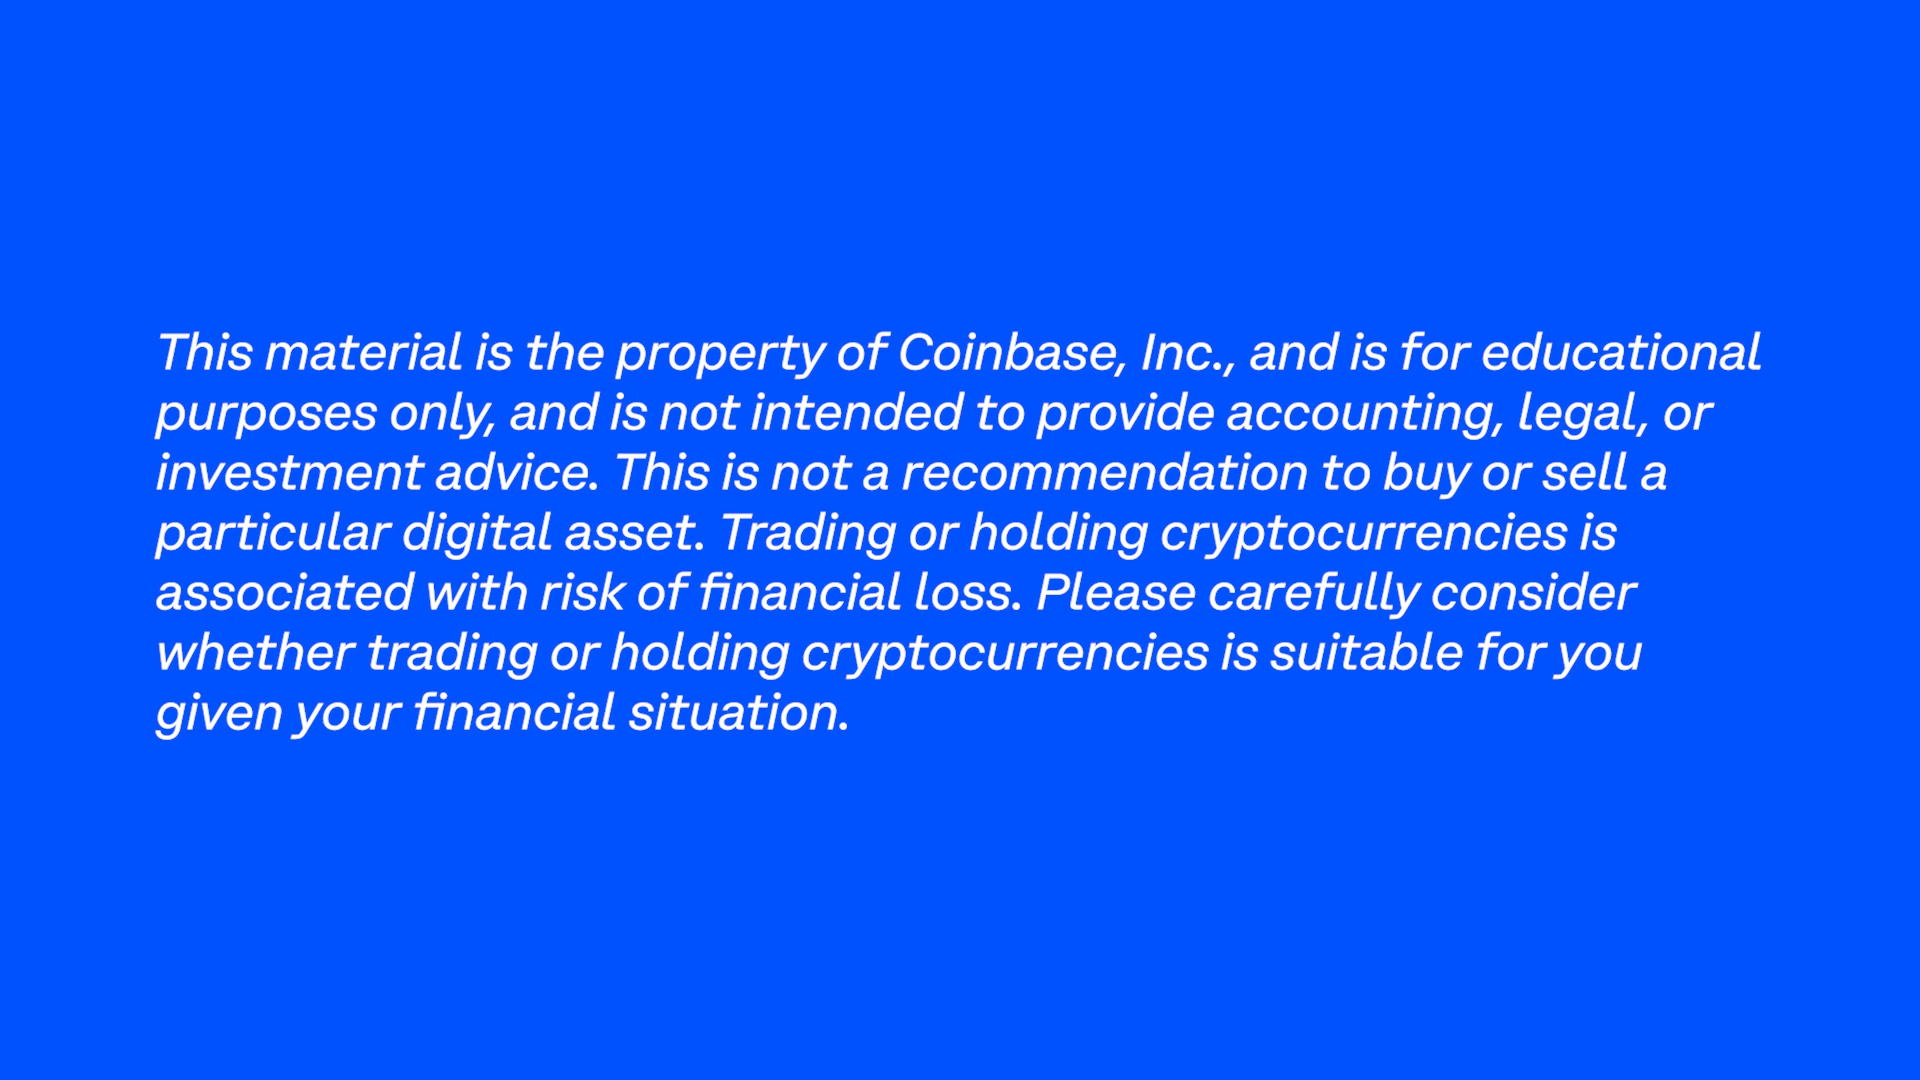 This material is the property of Coinbase, Inc., and is for educational
purposes only, and is not intended to provide accounting, legal, or
investment advice. This is not a recommendation to buy or sell a
particular digital asset. Trading or holding cryptocurrencies is
associated with risk of financial loss. Please carefully consider
whether trading or holding cryptocurrencies is suitable for you
given your financial situation.